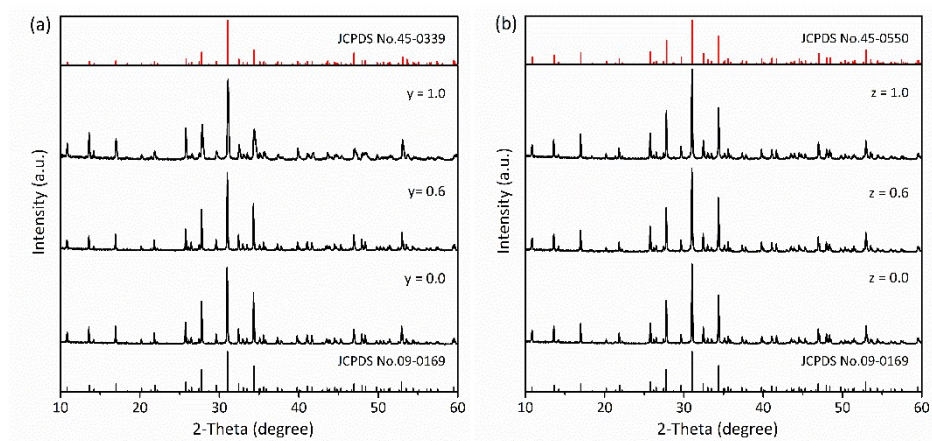 (a)
JCPDS No.45-0339
y = 1.0
y= 0.6
y = 0.0
JCPDS No.09-0169
Intensity (a.u.)
10 20 30 40 50 60
2-Theta (degree)
(b)
JCPDS No.45-0550
z = 1.0
z = 0.6
z = 0.0
JCPDS No.09-0169
Intensity (a.u.)
10 20 30 40 50 60
2-Theta (degree)